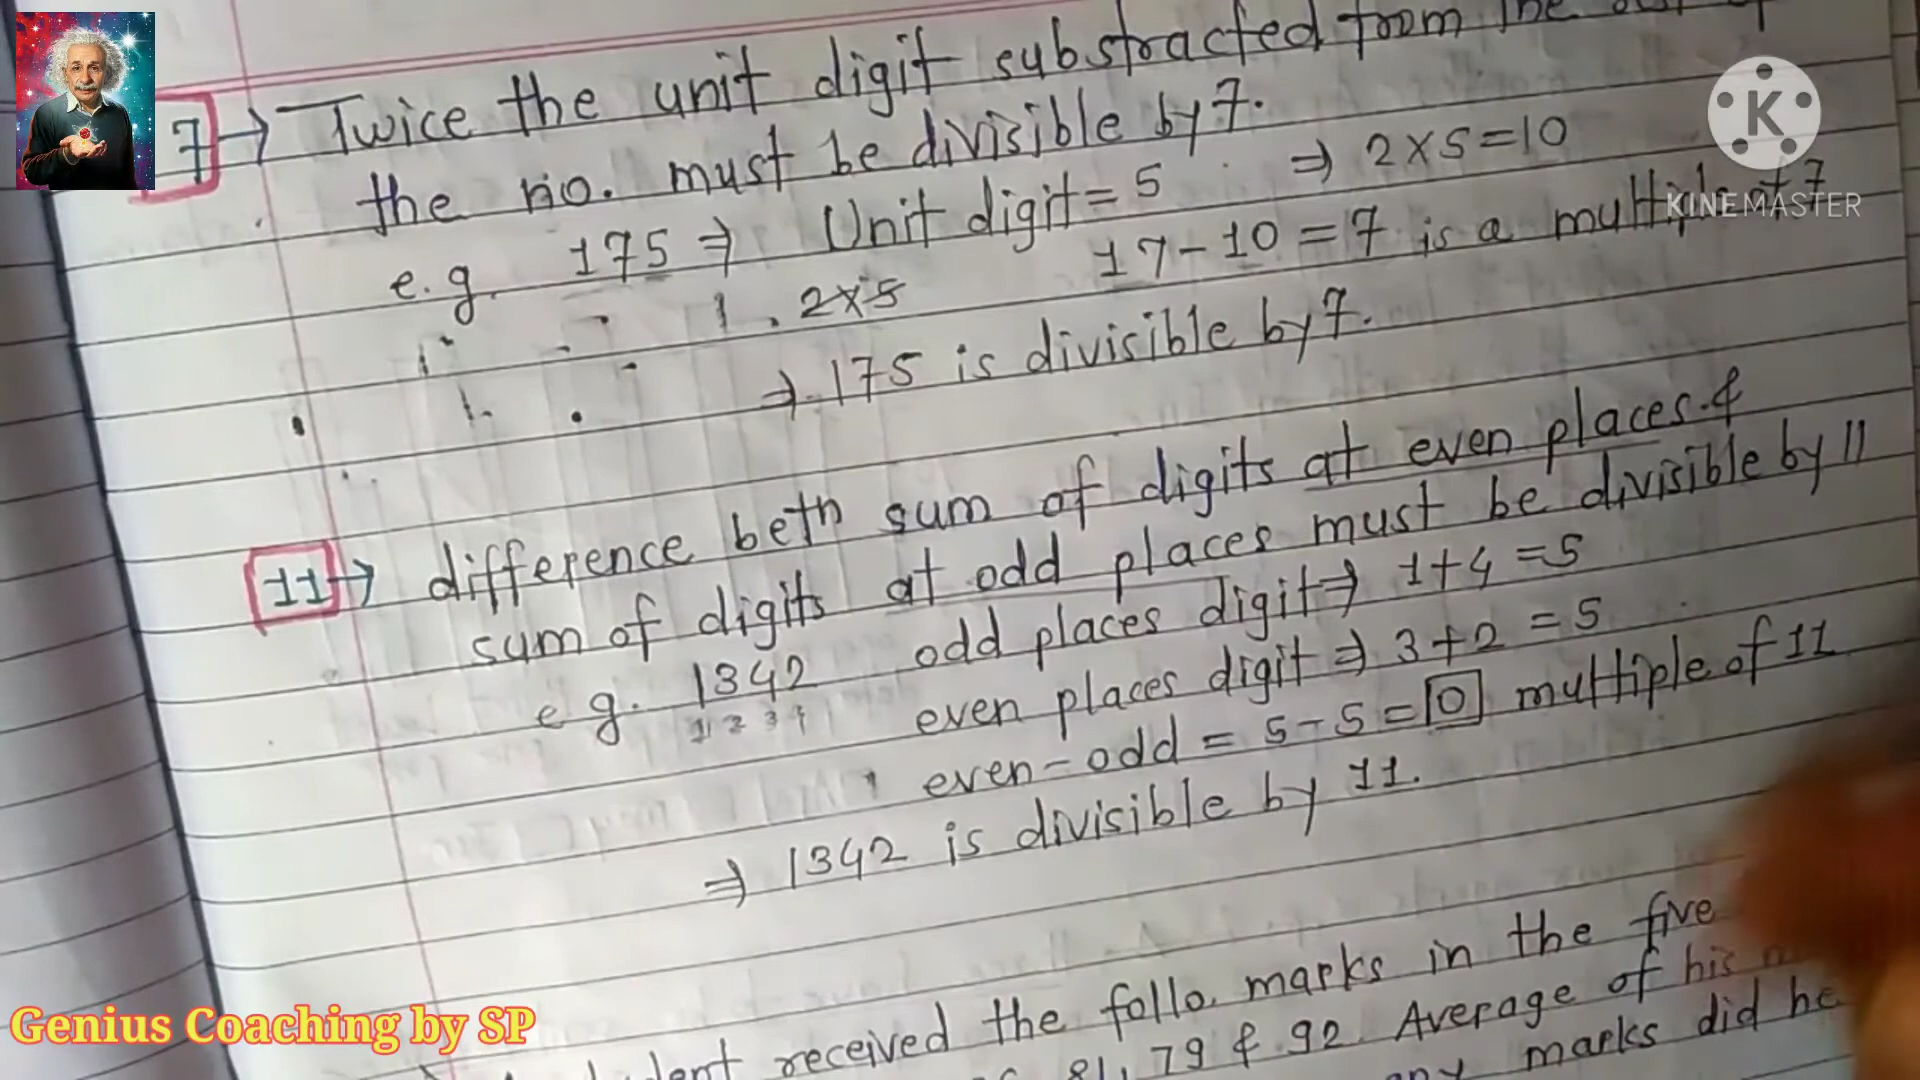 7 → Twice the unit digit substracted from the
the no. must be divisible by 7.
e.g. 175 ⇒ Unit digit = 5 ⇒ 2×5=10
2×5 17-10=7 is a multiple of 7
⇒ 175 is divisible by 7.
11 → difference betn sum of digits at even places &
sum of digits at odd places must be divisible by 11
e g. 1342 odd places digit ⇒ 1+4=5
1 2 3 4 even places digit ⇒ 3+2=5
even-odd = 5-5=0 multiple of 11
⇒ 1342 is divisible by 11.
received the follo. marks in the five
81, 79 & 92. Average of his
marks did he
KINEMASTER
Genius Coaching by SP